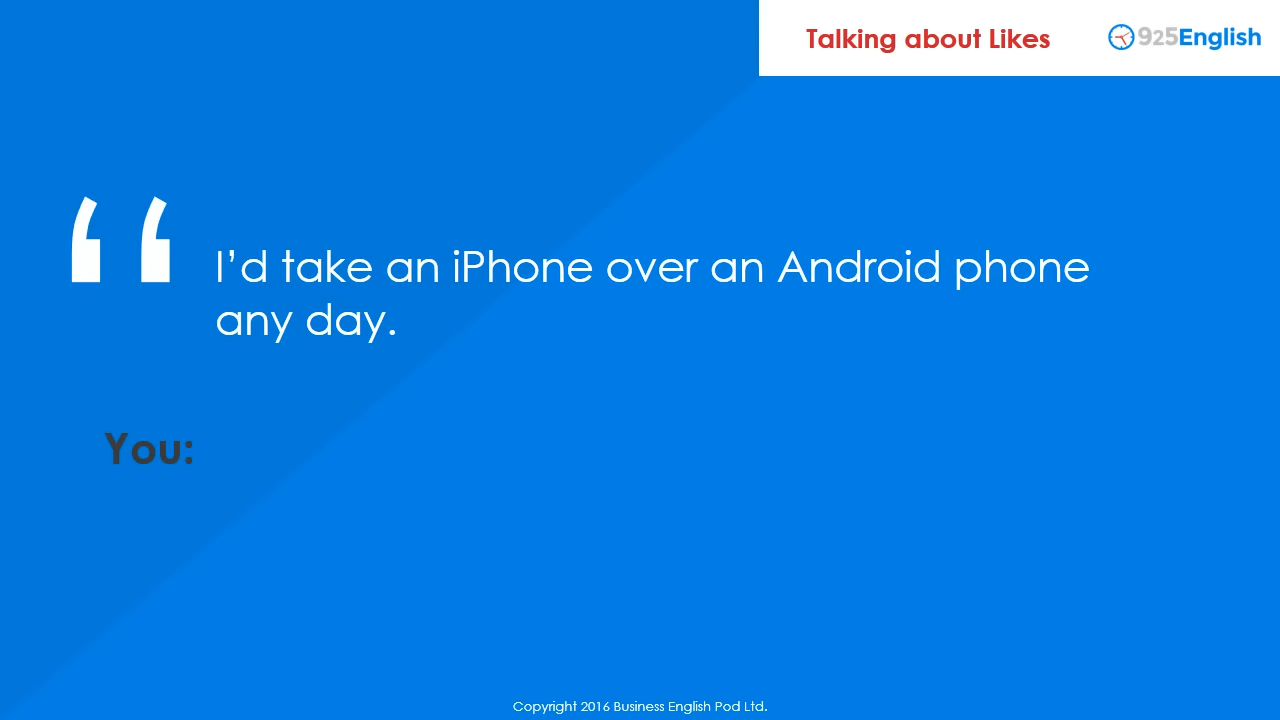 Talking about Likes
925English
“
I’d take an iPhone over an Android phone
any day.
You:
Copyright 2016 Business English Pod Ltd.